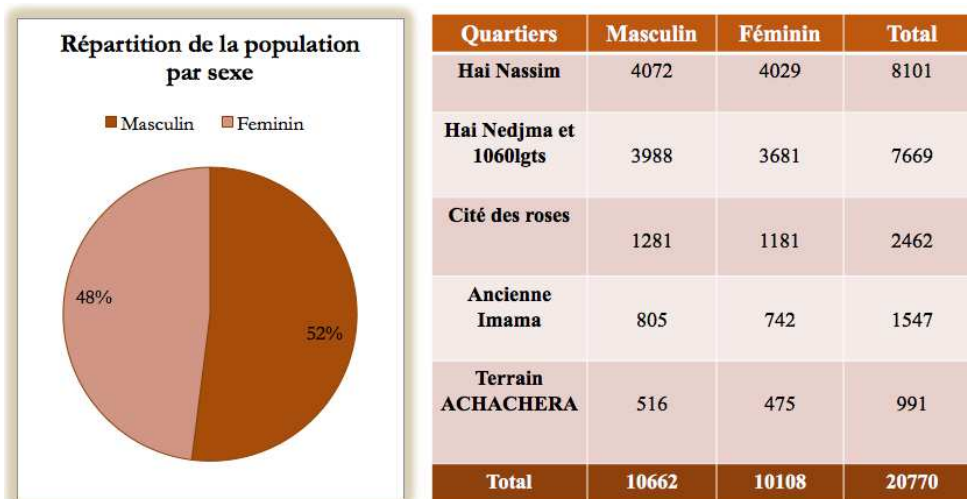 Répartition de la population
par sexe
Masculin Feminin
48%
52%
Quartiers Masculin Féminin Total
Hai Nassim 4072 4029 8101
Hai Nedjma et
1060lgts 3988 3681 7669
Cité des roses
1281 1181 2462
Ancienne
Imama 805 742 1547
Terrain
ACHACHERA 516 475 991
Total 10662 10108 20770